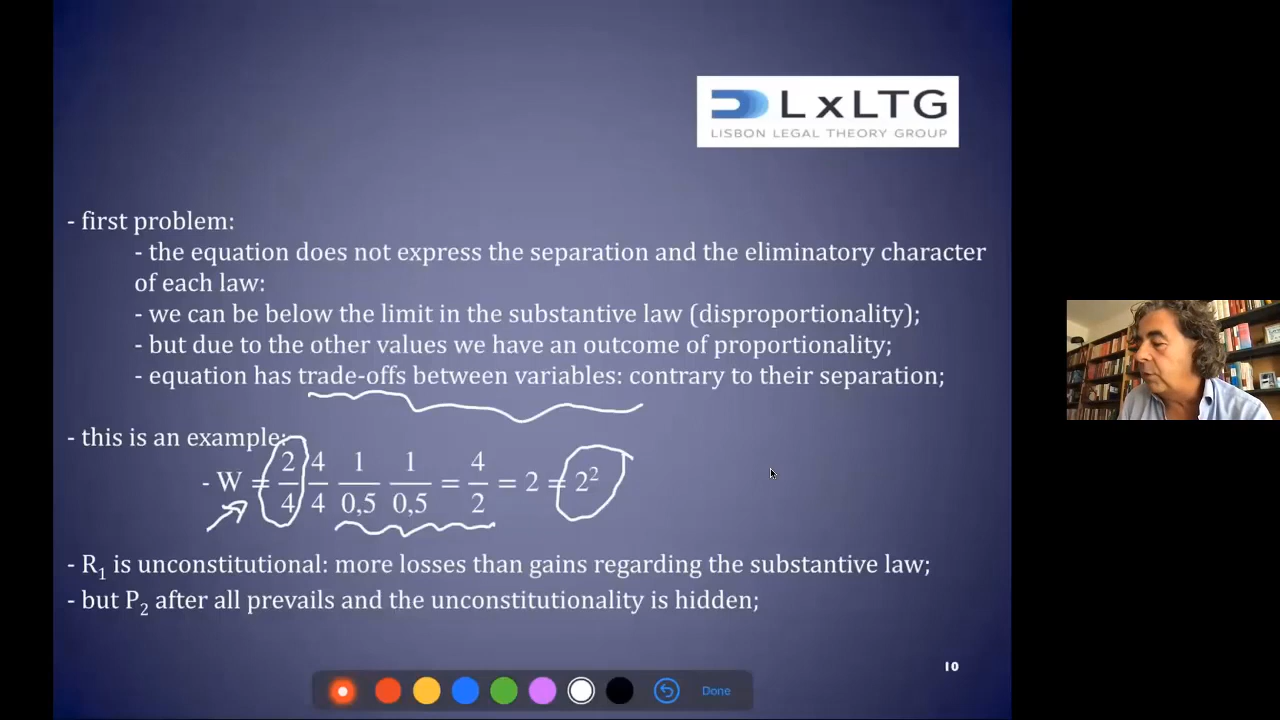 LxLTG
LISBON LEGAL THEORY GROUP
- first problem:
- the equation does not express the separation and the eliminatory character
of each law:
- we can be below the limit in the substantive law (disproportionality);
- but due to the other values we have an outcome of proportionality;
- equation has trade-offs between variables: contrary to their separation;
- this is an example:
- W = 2/4 4/4 1/0,5 1/0,5 = 4/2 = 2 = 2²
- R₁ is unconstitutional: more losses than gains regarding the substantive law;
- but P₂ after all prevails and the unconstitutionality is hidden;
10
Done